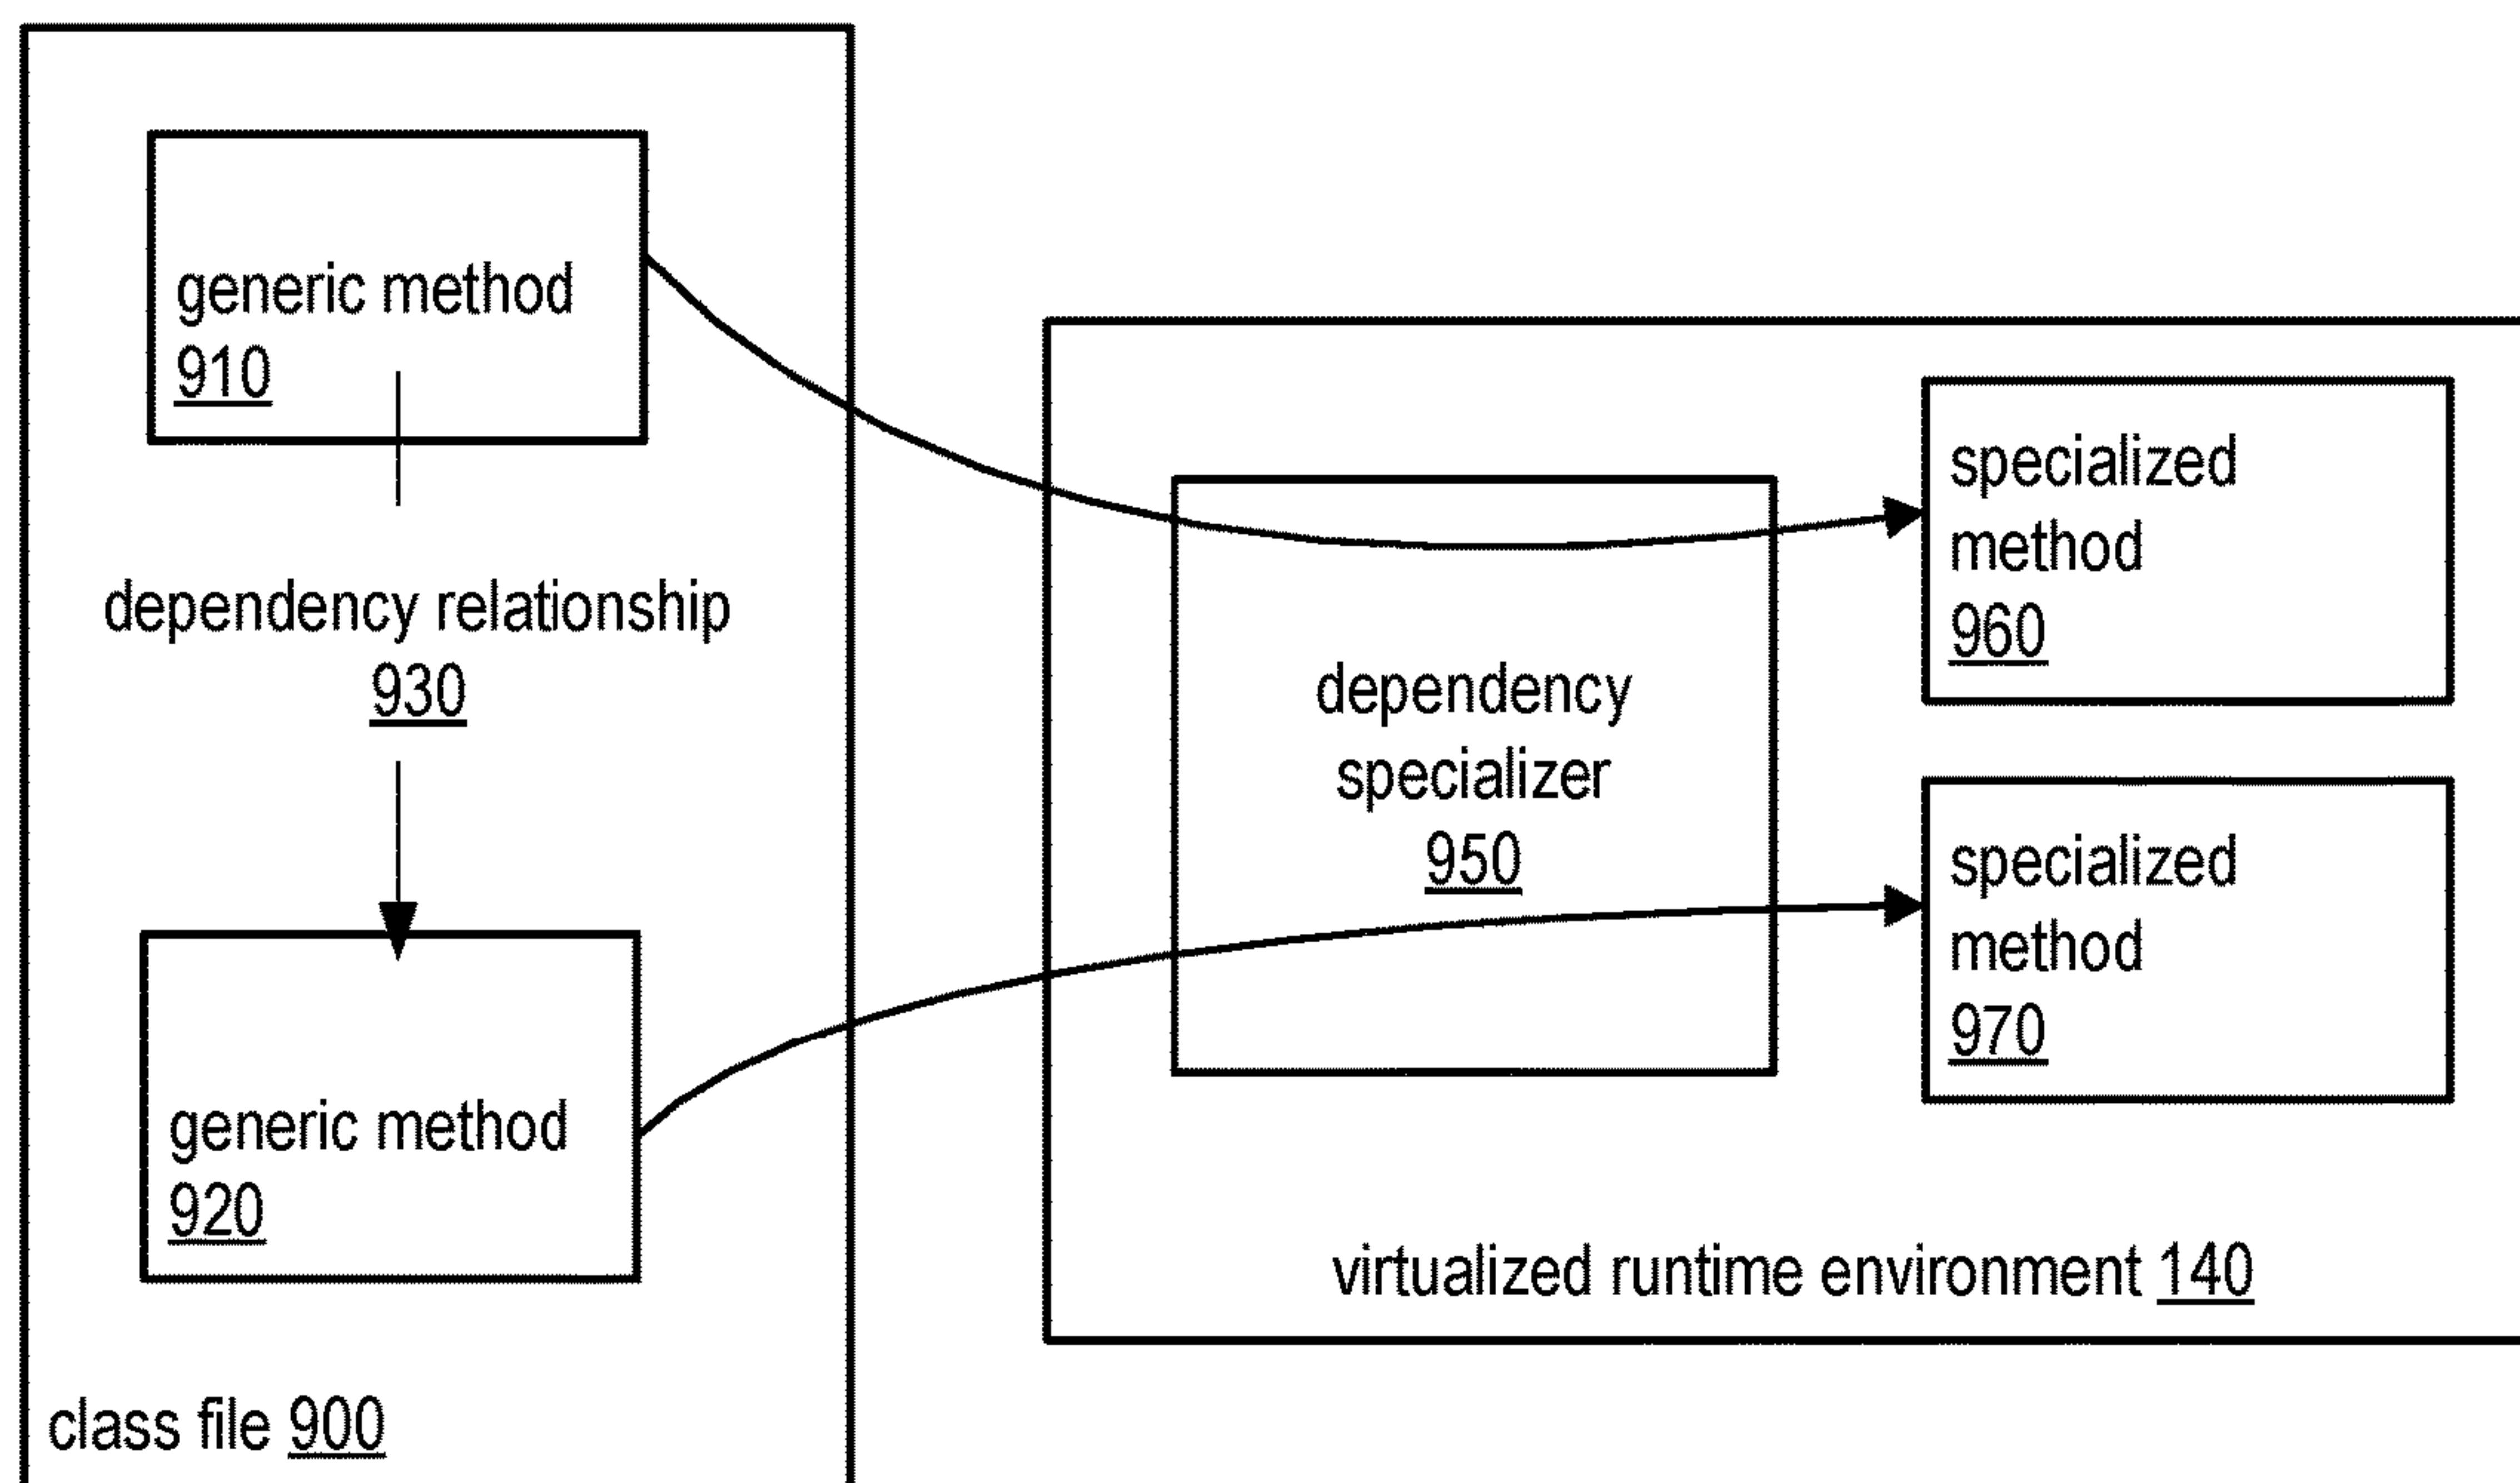 generic method
910
dependency relationship
930
generic method
920
class file 900
dependency
specializer
950
specialized
method
960
specialized
method
970
virtualized runtime environment 140